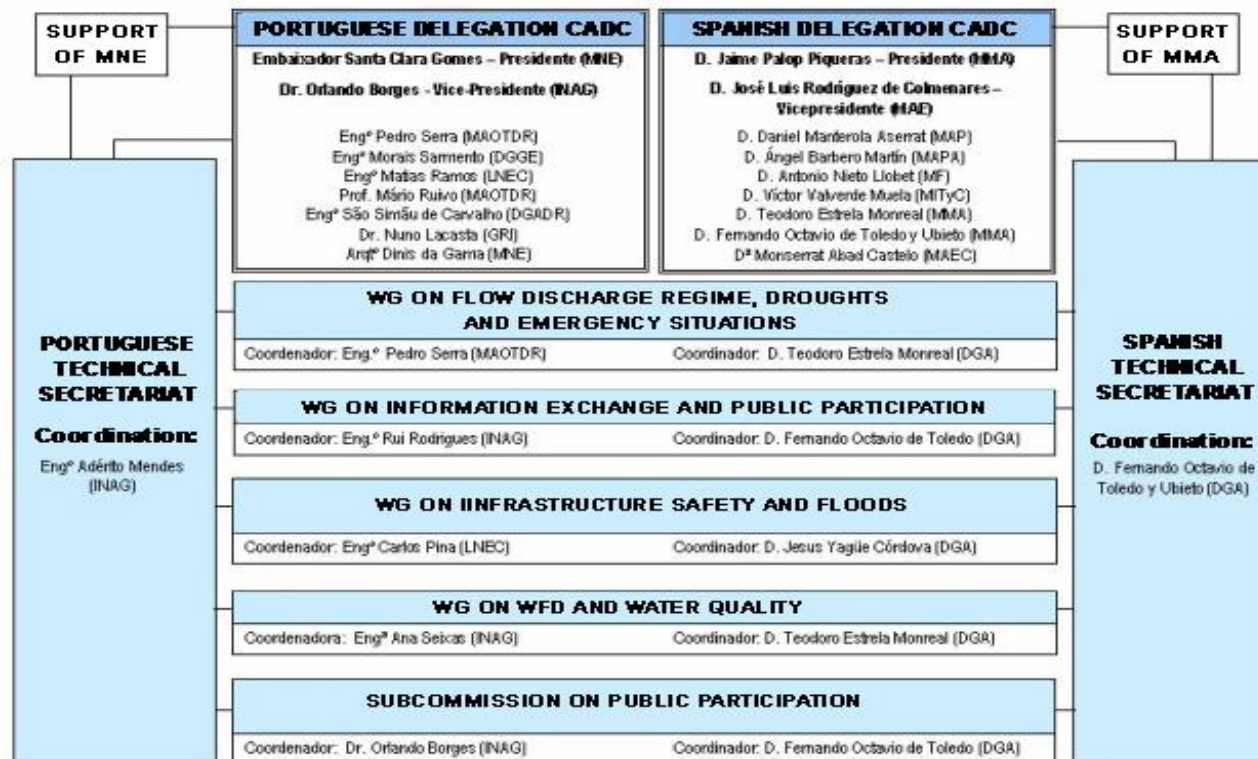 SUPPORT
OF MNE
PORTUGUESE DELEGATION CADC
Embaixador Santa Clara Gomes – Presidente (MNE)
Dr. Orlando Borges - Vice-Presidente (INAG)
Engº Pedro Serra (MAOTDR)
Engº Morais Sarmento (DGGE)
Engº Matias Ramos (LNEC)
Prof. Mário Ruivo (MAOTDR)
Engº São Simão de Carvalho (DGADR)
Dr. Nuno Lacasta (GRI)
Arqtº Dinis da Gama (MNE)
SPANISH DELEGATION CADC
D. Jaime Palop Piqueras – Presidente (MMA)
D. José Luis Rodríguez de Colmenares –
Vicepresidente (MAE)
D. Daniel Manterola Aserrat (MAP)
D. Ángel Barbero Martín (MAPA)
D. Antonio Nieto Llobet (MF)
D. Víctor Valverde Muela (MITyC)
D. Teodoro Estrela Monreal (MMA)
D. Fernando Octavio de Toledo y Ubieto (MMA)
Dª Monserrat Abad Castelo (MAEC)
SUPPORT
OF MMA
PORTUGUESE
TECHNICAL
SECRETARIAT
Coordination:
Engº Adérito Mendes
(INAG)
WG ON FLOW DISCHARGE REGIME, DROUGHTS
AND EMERGENCY SITUATIONS
Coordenador: Eng.º Pedro Serra (MAOTDR) Coordinador: D. Teodoro Estrela Monreal (DGA)
WG ON INFORMATION EXCHANGE AND PUBLIC PARTICIPATION
Coordenador: Eng.º Rui Rodrigues (INAG) Coordinador: D. Fernando Octavio de Toledo (DGA)
WG ON IINFRASTRUCTURE SAFETY AND FLOODS
Coordenador: Engº Carlos Pina (LNEC) Coordinador: D. Jesus Yagüe Córdova (DGA)
WG ON WFD AND WATER QUALITY
Coordenadora: Engª Ana Seixas (INAG) Coordinador: D. Teodoro Estrela Monreal (DGA)
SUBCOMMISSION ON PUBLIC PARTICIPATION
Coordenador: Dr. Orlando Borges (INAG) Coordinador: D. Fernando Octavio de Toledo (DGA)
SPANISH
TECHNICAL
SECRETARIAT
Coordination:
D. Fernando Octavio de
Toledo y Ubieto (DGA)